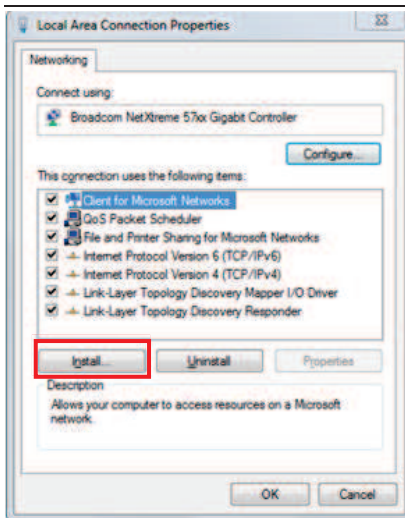 Local Area Connection Properties
Networking
Connect using:
Broadcom NetXtreme 57xx Gigabit Controller
Configure...
This connection uses the following items:
Client for Microsoft Networks
QoS Packet Scheduler
File and Printer Sharing for Microsoft Networks
Internet Protocol Version 6 (TCP/IPv6)
Internet Protocol Version 4 (TCP/IPv4)
Link-Layer Topology Discovery Mapper I/O Driver
Link-Layer Topology Discovery Responder
Install... Uninstall Properties
Description
Allows your computer to access resources on a Microsoft
network.
OK Cancel